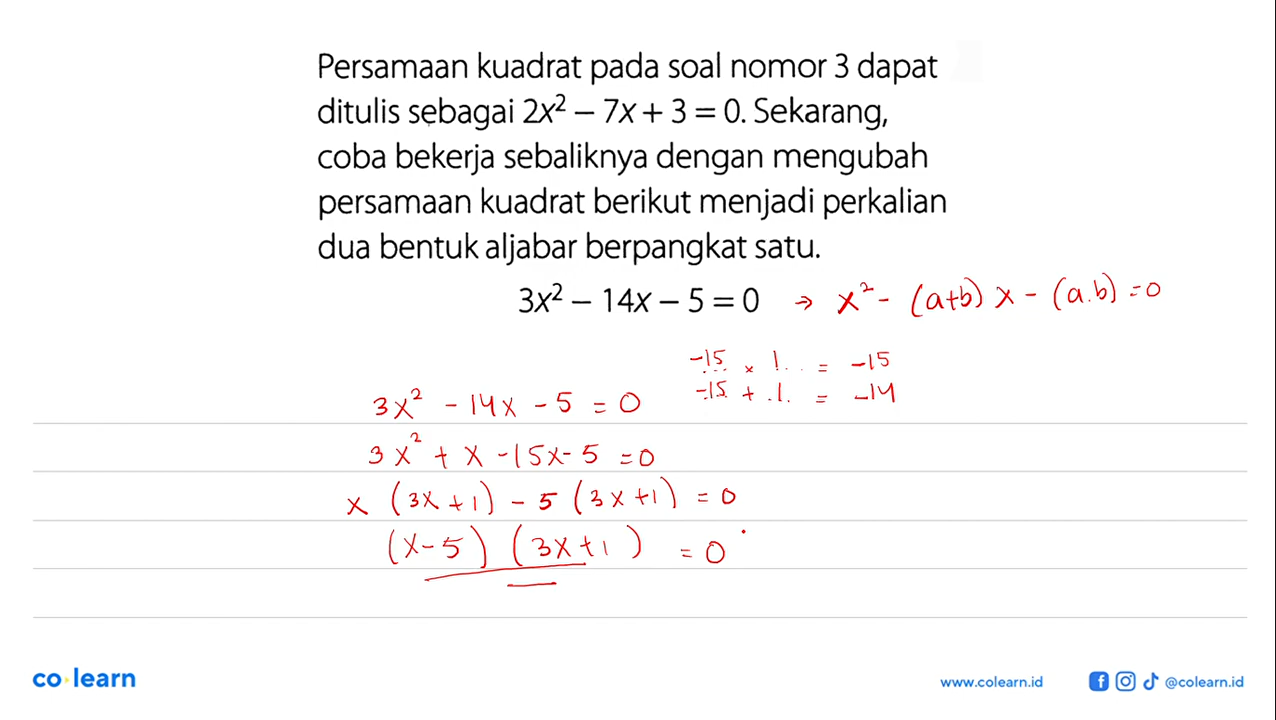 Persamaan kuadrat pada soal nomor 3 dapat
ditulis sebagai 2x² – 7x + 3 = 0. Sekarang,
coba bekerja sebaliknya dengan mengubah
persamaan kuadrat berikut menjadi perkalian
dua bentuk aljabar berpangkat satu.
3x² – 14x – 5 = 0 → x² - (a+b) x - (a.b) = 0
-15 x 1 = -15
-15 + 1 = -14
3x² - 14x - 5 = 0
3x² + x - 15x - 5 = 0
x (3x+1) - 5 (3x+1) = 0
(x-5) (3x+1) = 0
co·learn
www.colearn.id @colearn.id